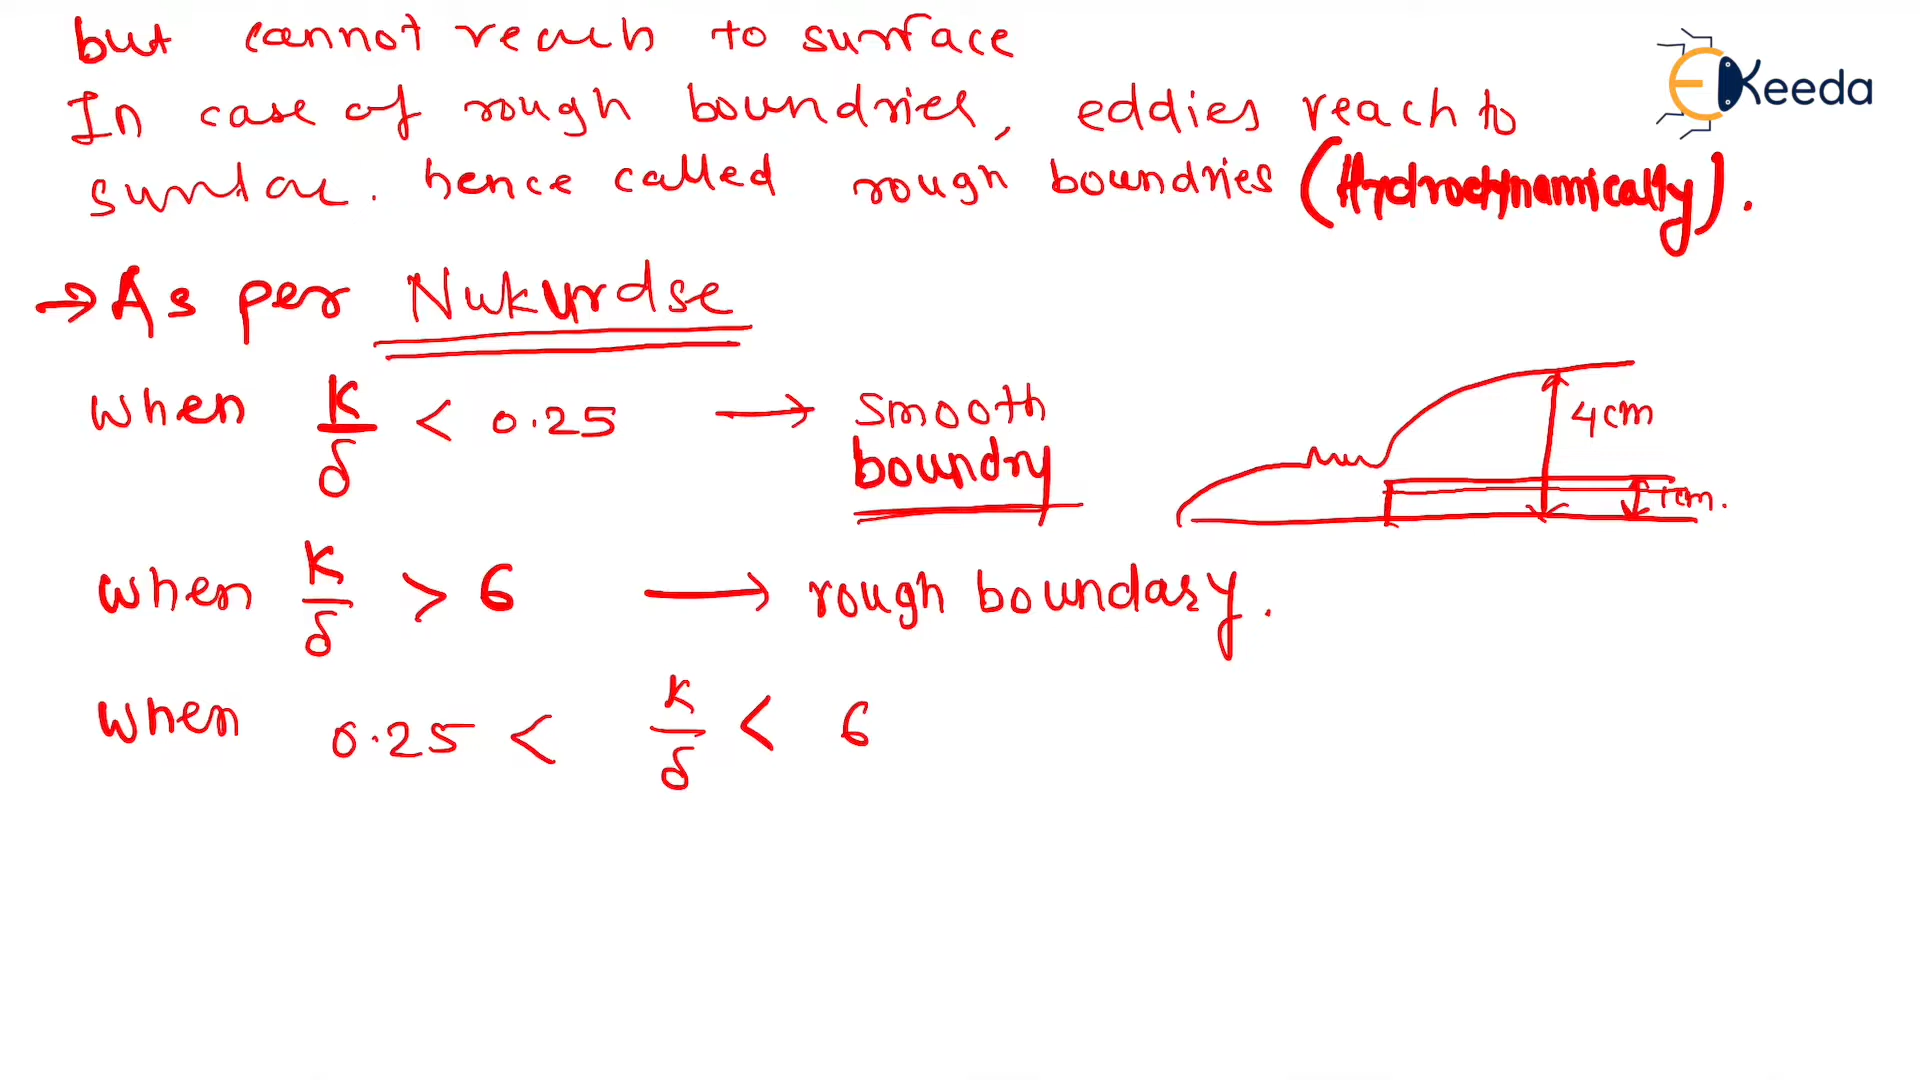 but cannot reach to surface
EKeeda
In case of rough boundries, eddies reach to
surface. hence called rough boundries (Hydrodynamically).
→ As per Nukurdse
when K/δ < 0.25 → smooth boundry
4cm
1cm.
when K/δ > 6 → rough boundary.
when 0.25 < K/δ < 6